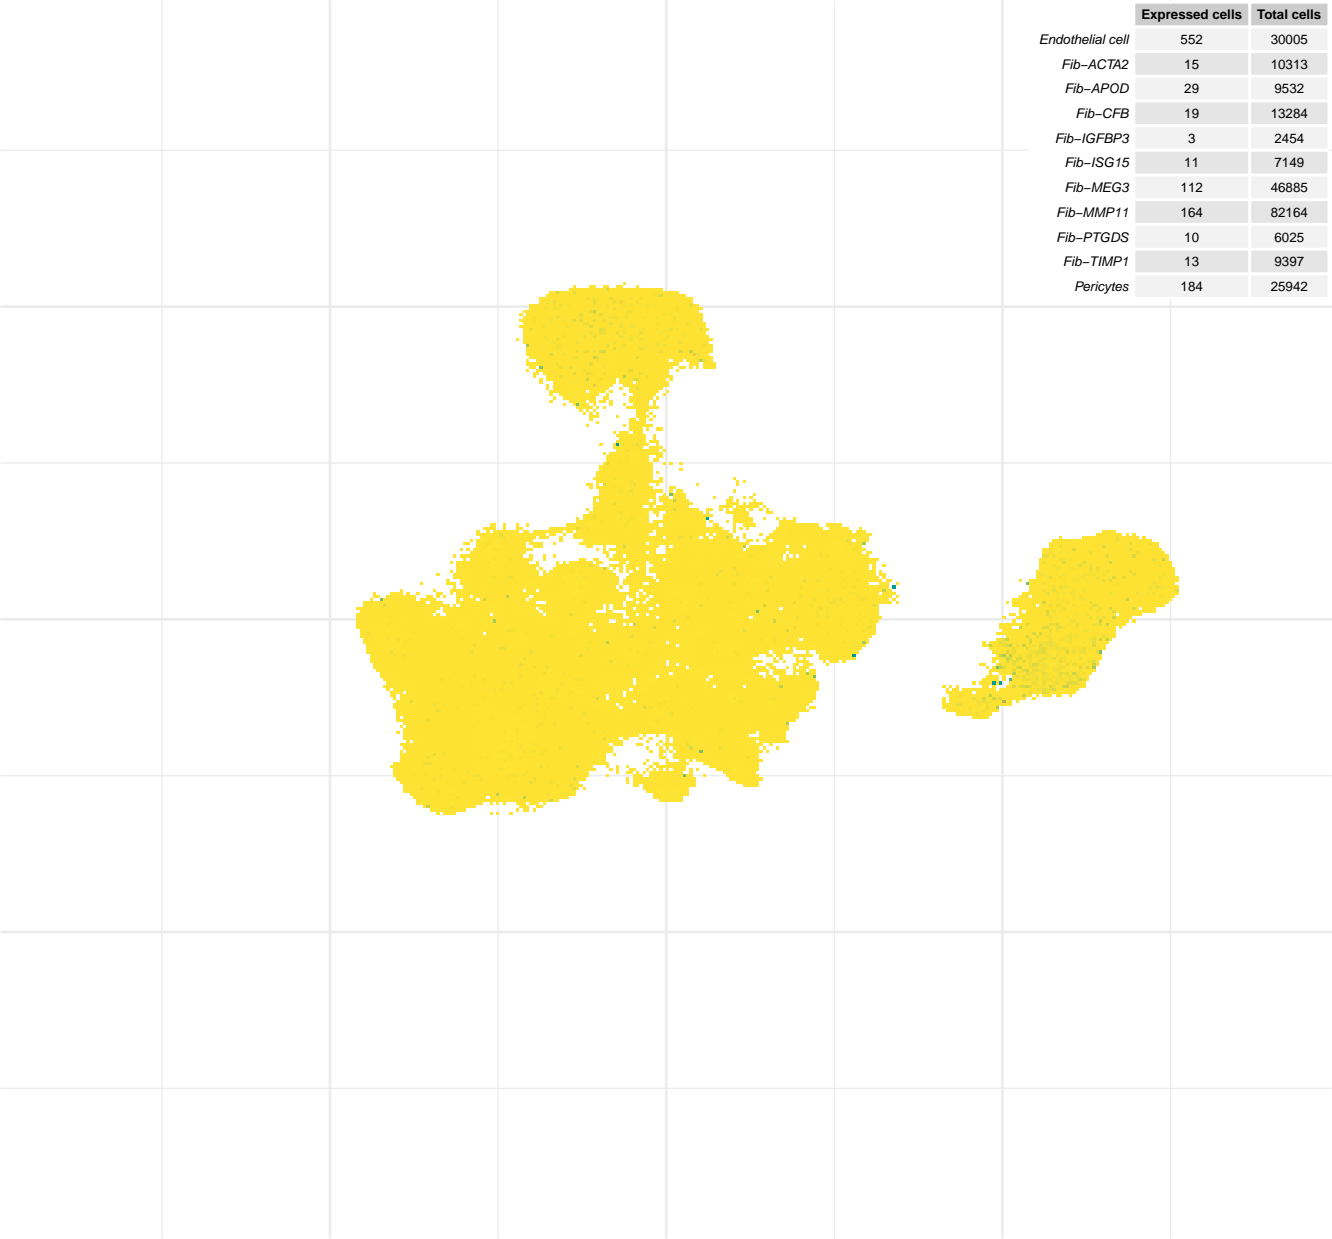 Expressed cells Total cells
Endothelial cell 552 30005
Fib−ACTA2 15 10313
Fib−APOD 29 9532
Fib−CFB 19 13284
Fib−IGFBP3 3 2454
Fib−ISG15 11 7149
Fib−MEG3 112 46885
Fib−MMP11 164 82164
Fib−PTGDS 10 6025
Fib−TIMP1 13 9397
Pericytes 184 25942